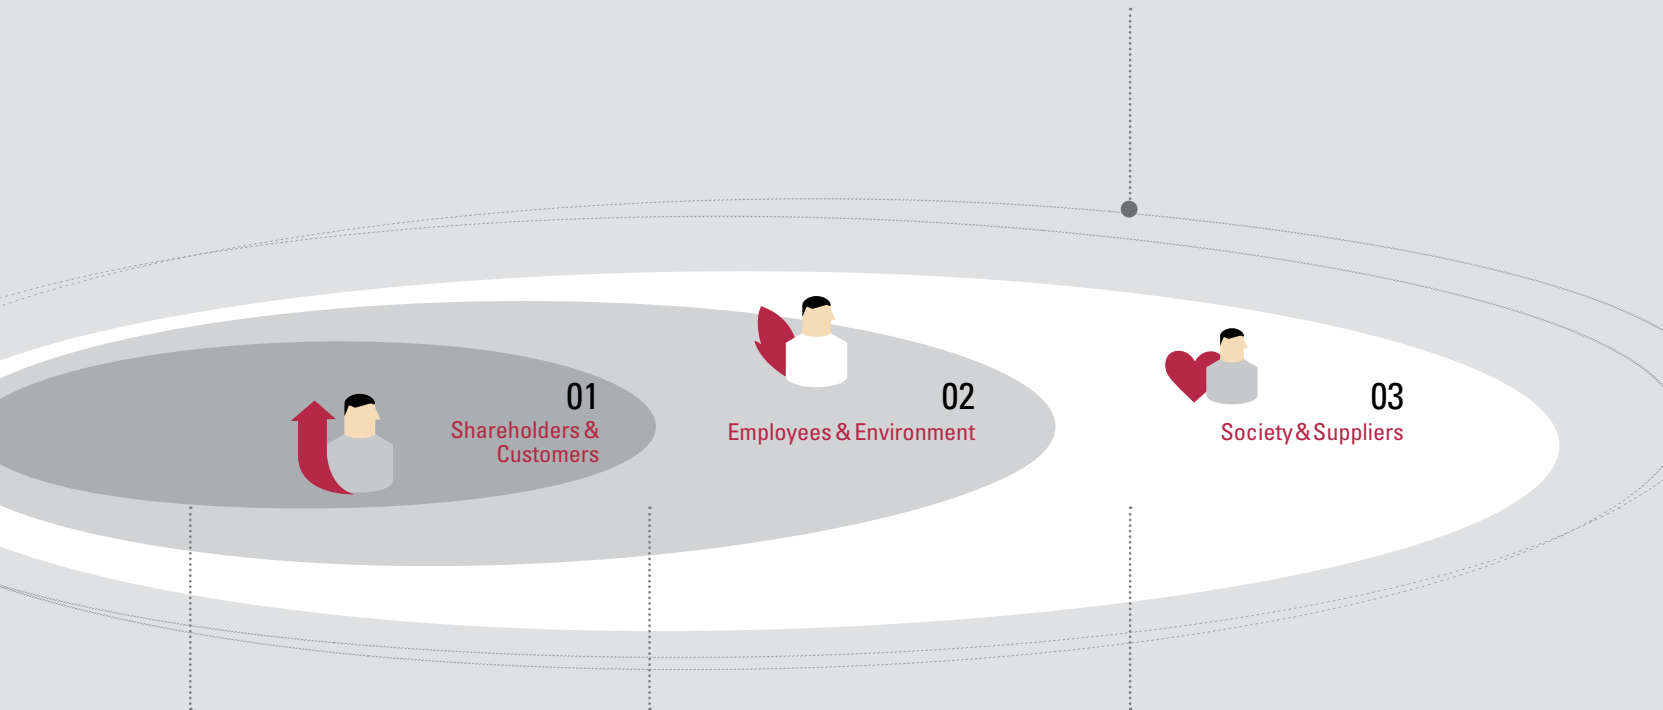 01
Shareholders &
Customers
02
Employees & Environment
03
Society & Suppliers